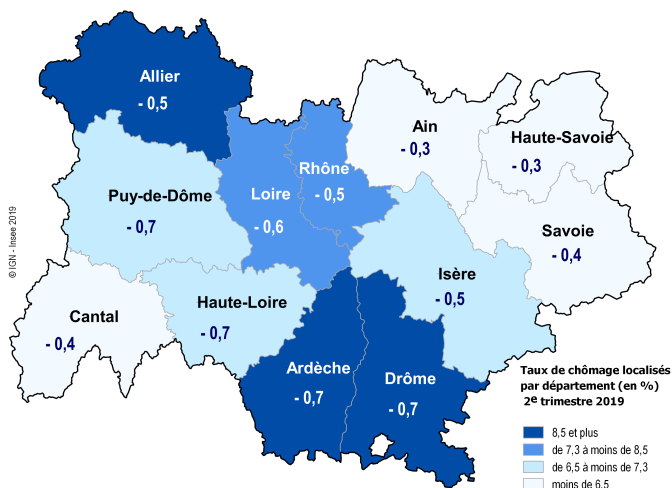 Allier
- 0,5
Ain
- 0,3
Haute-Savoie
- 0,3
Rhône
- 0,5
Puy-de-Dôme
- 0,7
Loire
- 0,6
Savoie
- 0,4
Isère
- 0,5
Haute-Loire
- 0,7
Cantal
- 0,4
Ardèche
- 0,7
Drôme
- 0,7
© IGN - Insee 2019
Taux de chômage localisés
par département (en %)
2e trimestre 2019
8,5 et plus
de 7,3 à moins de 8,5
de 6,5 à moins de 7,3
moins de 6,5